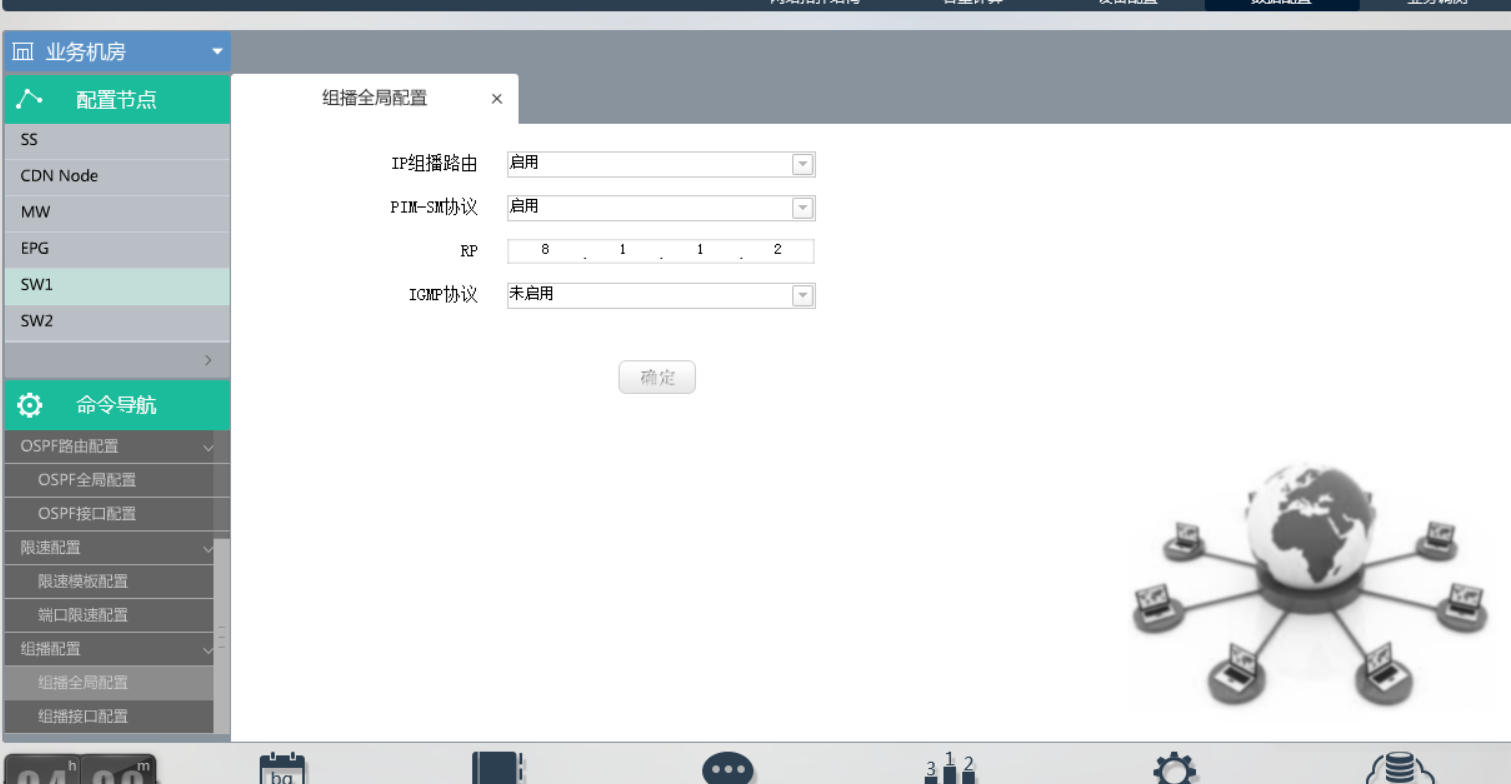 数据配置
业务机房
配置节点
组播全局配置 ×
SS
CDN Node
MW
EPG
SW1
SW2
IP组播路由 启用
PIM-SM协议 启用
RP 8 . 1 . 1 . 2
IGMP协议 未启用
确定
命令导航
OSPF路由配置
OSPF全局配置
OSPF接口配置
限速配置
限速模板配置
端口限速配置
组播配置
组播全局配置
组播接口配置
h
m
3 1 2